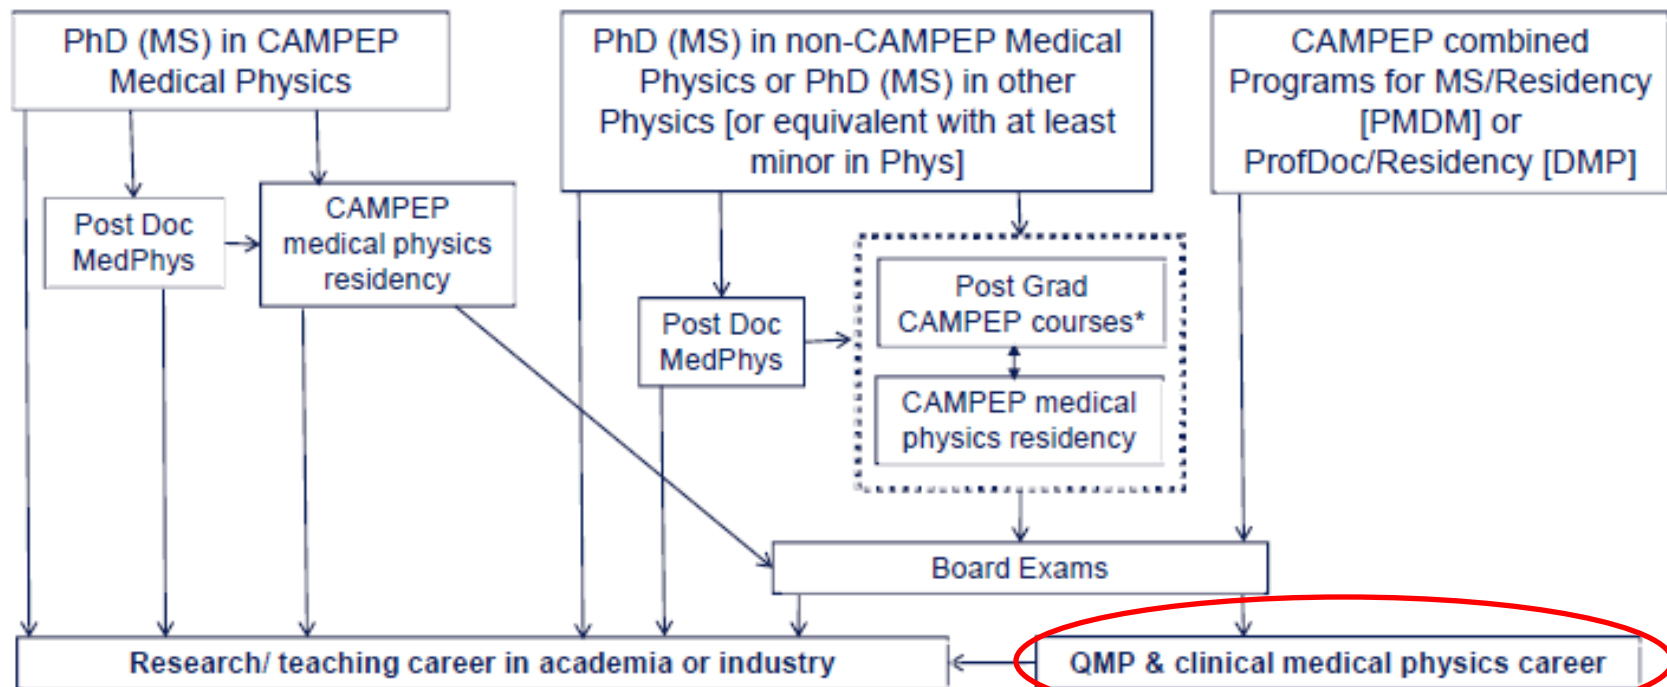 PhD (MS) in CAMPEP
Medical Physics
PhD (MS) in non-CAMPEP Medical
Physics or PhD (MS) in other
Physics [or equivalent with at least
minor in Phys]
CAMPEP combined
Programs for MS/Residency
[PMDM] or
ProfDoc/Residency [DMP]
Post Doc
MedPhys
CAMPEP
medical physics
residency
Post Doc
MedPhys
Post Grad
CAMPEP courses*
CAMPEP medical
physics residency
Board Exams
Research/ teaching career in academia or industry
QMP & clinical medical physics career